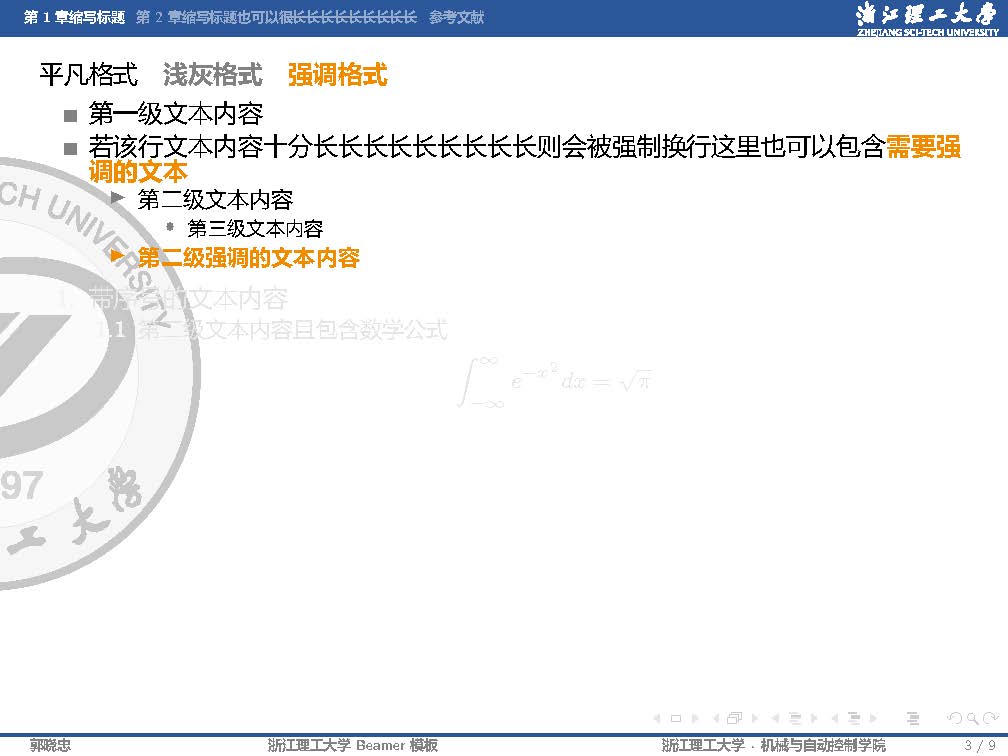 第 1 章缩写标题 第 2 章缩写标题也可以很长长长长长长长长长 参考文献
浙江理工大学
ZHEJIANG SCI-TECH UNIVERSITY
平凡格式 浅灰格式 强调格式
第一级文本内容
若该行文本内容十分长长长长长长长长长则会被强制换行这里也可以包含需要强
调的文本
第二级文本内容
第三级文本内容
第二级强调的文本内容
1. 带序号的文本内容
1.1 第二级文本内容且包含数学公式
∫_{-∞}^{∞} e^{-x^2} dx = √π
CH UNIVERSITY
97
工大学
郭晓忠 浙江理工大学 Beamer 模板 浙江理工大学 · 机械与自动控制学院 3 / 9